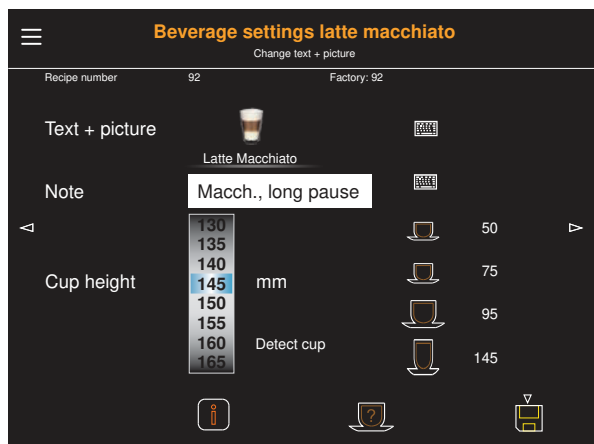 Beverage settings latte macchiato
Change text + picture
Recipe number 92 Factory: 92
Text + picture
Latte Macchiato
Note Macch., long pause
130
135
140
Cup height 145 mm
150
155
160 Detect cup
165
50
75
95
145
i
?